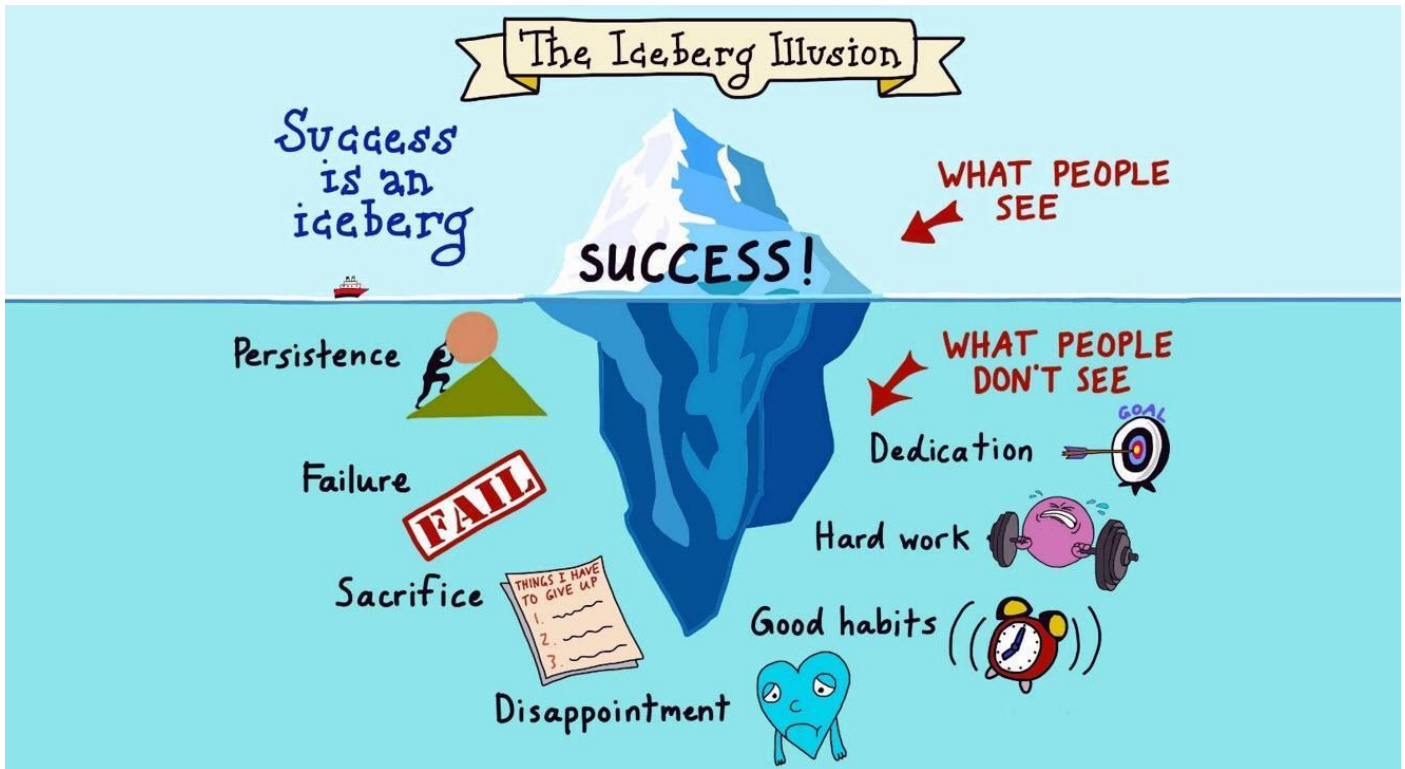 The Iceberg Illusion
Success
is an
iceberg
WHAT PEOPLE
SEE
SUCCESS!
Persistence
WHAT PEOPLE
DON'T SEE
GOAL
Dedication
Failure
FAIL
Hard work
Sacrifice
THINGS I HAVE
TO GIVE UP
1.
2.
3.
Good habits
Disappointment